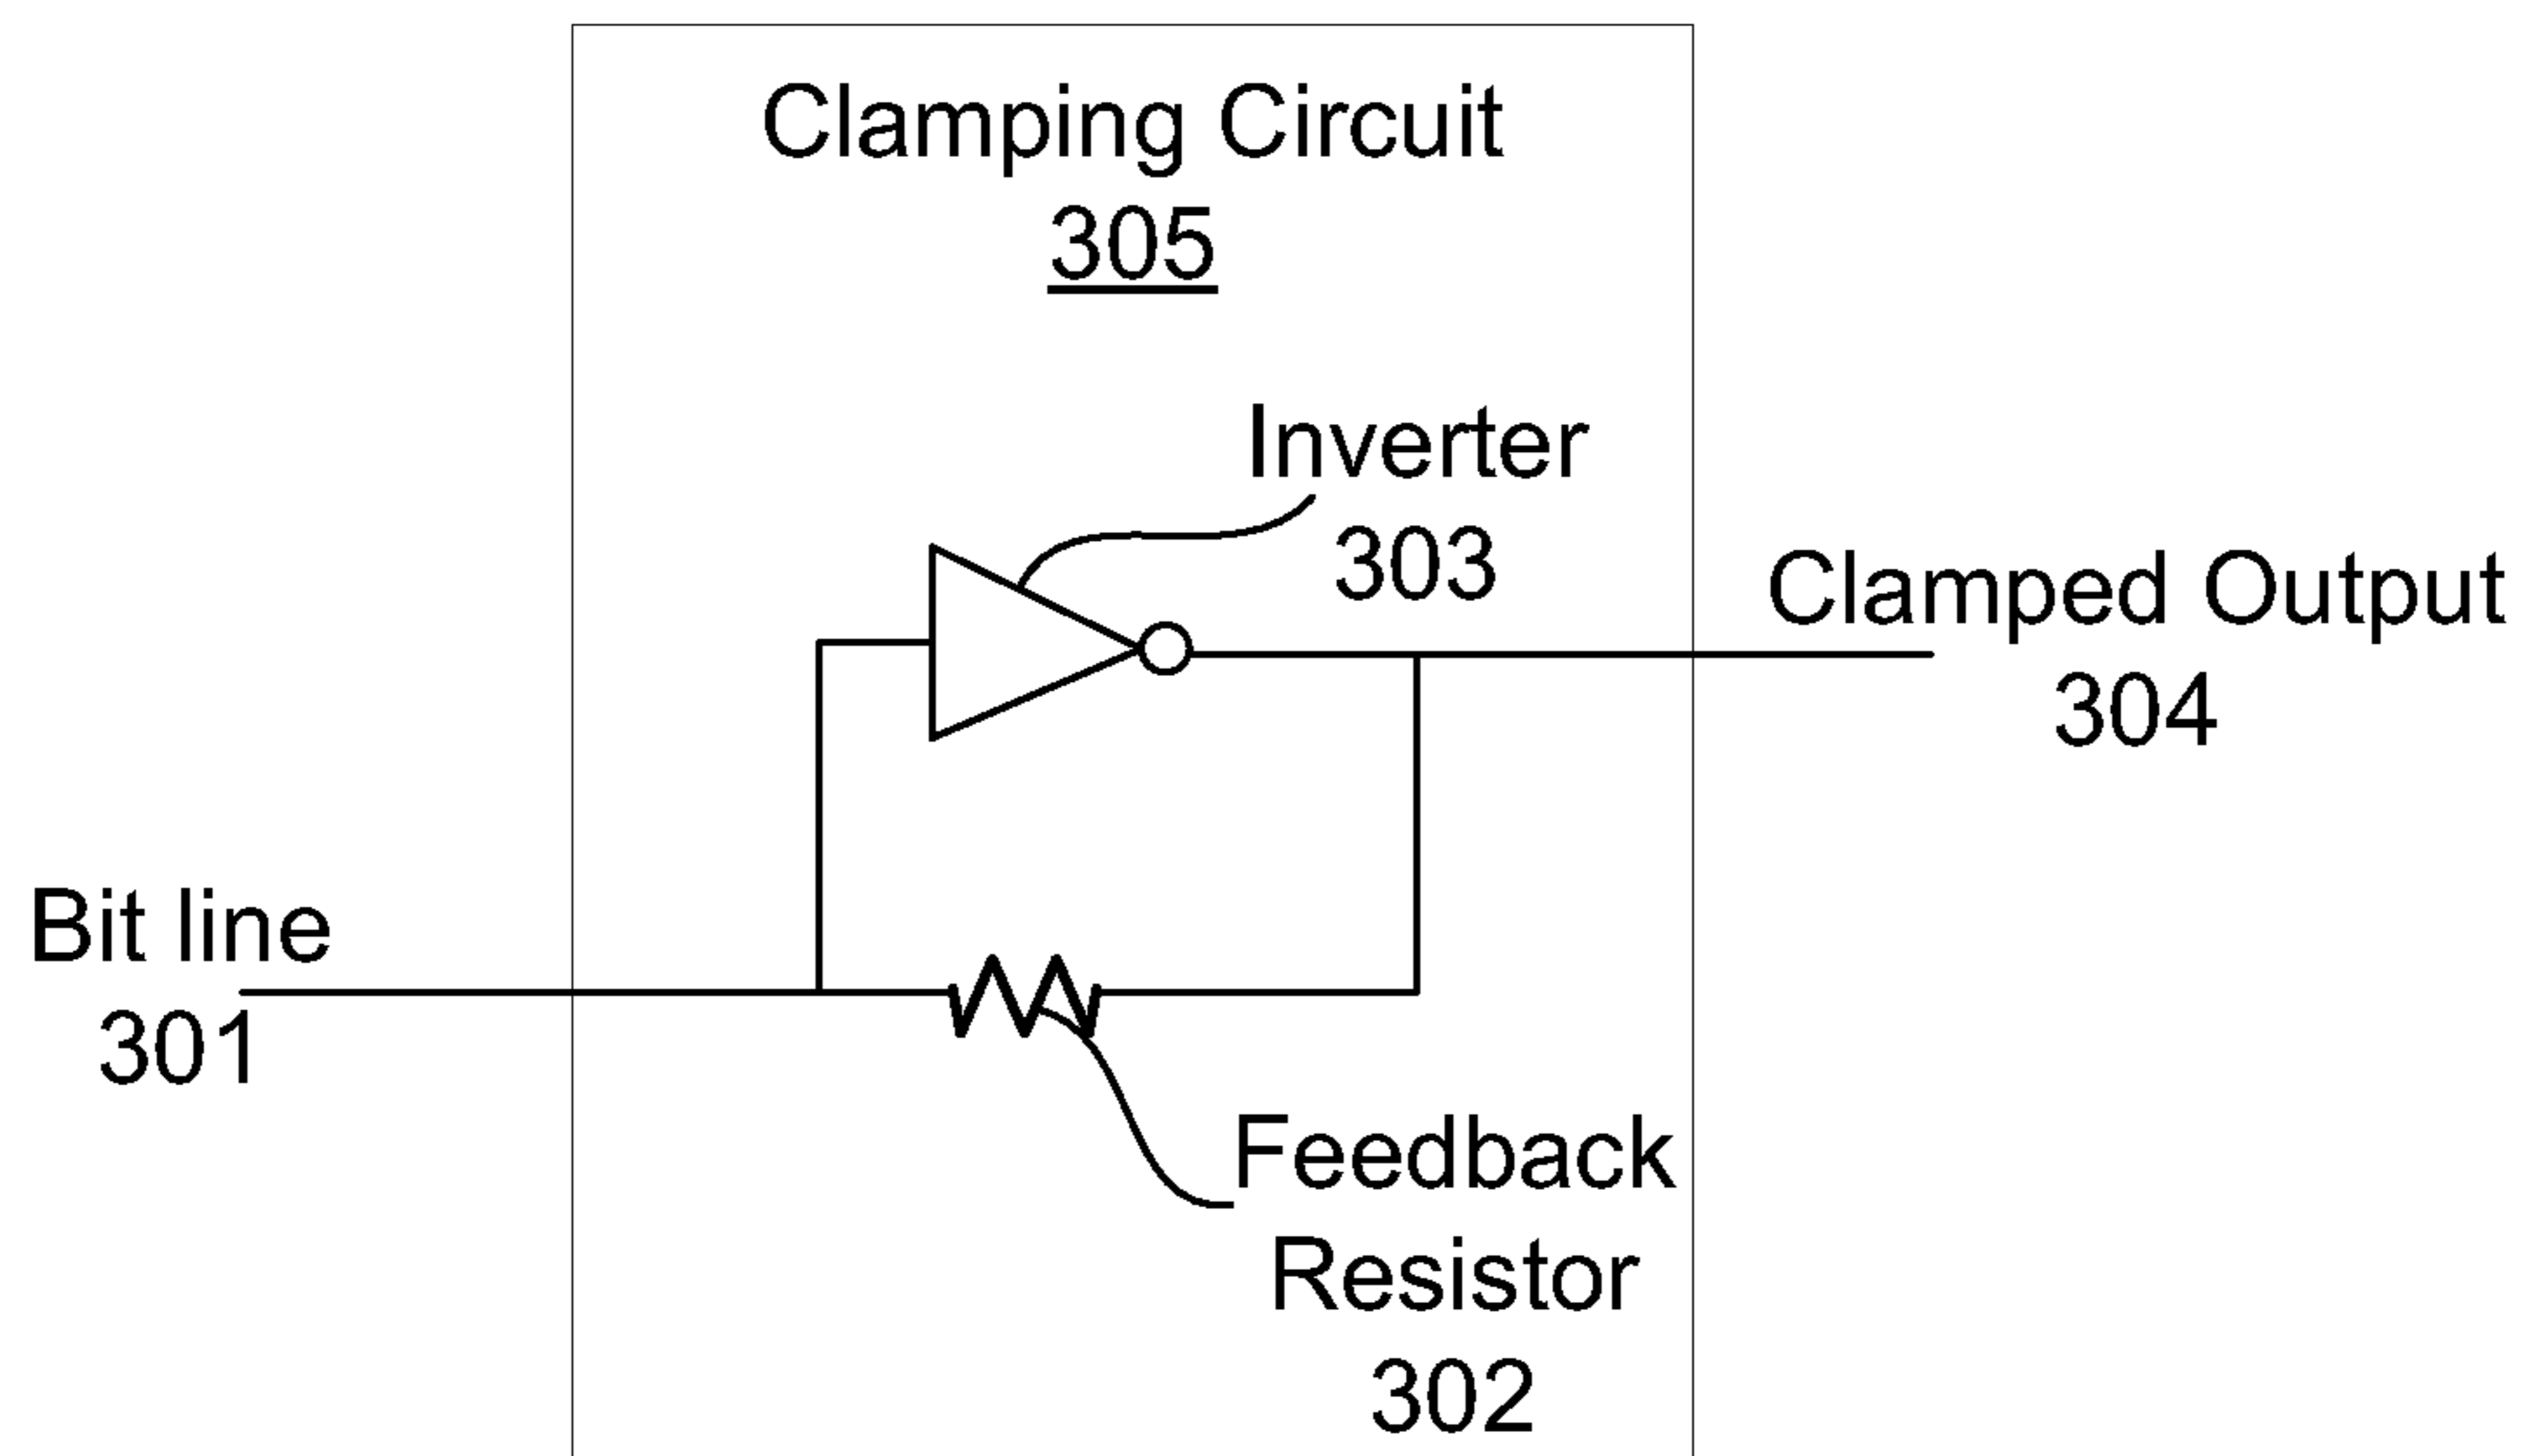 Clamping Circuit
305
Inverter
303
Clamped Output
304
Bit line
301
Feedback
Resistor
302